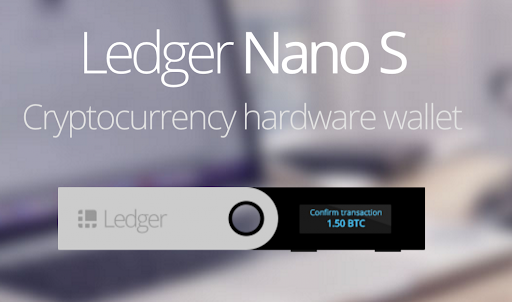 Ledger Nano S
Cryptocurrency hardware wallet
Ledger
Confirm transaction
1.50 BTC